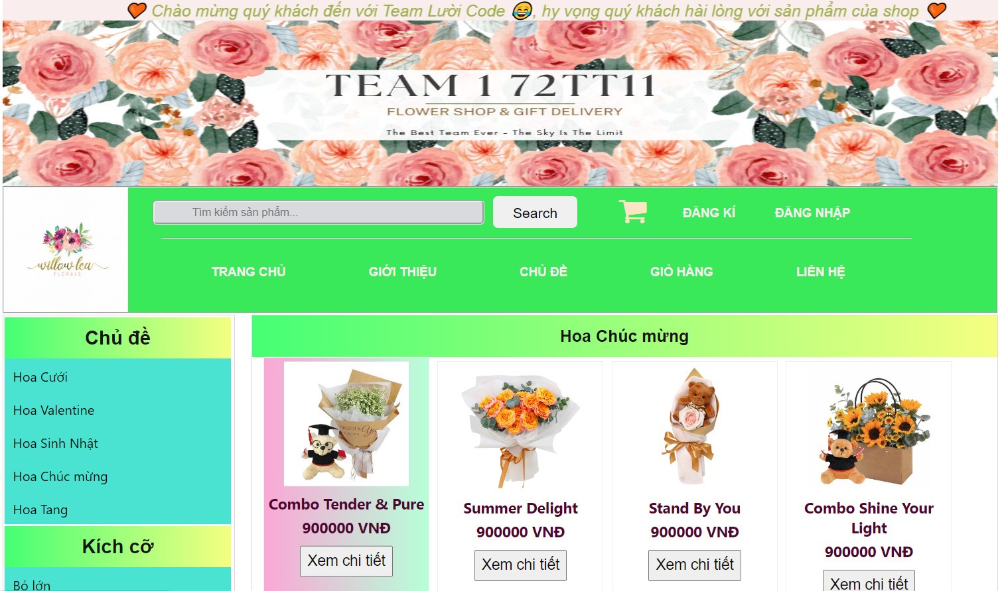 Chào mừng quý khách đến với Team Lười Code 😂, hy vọng quý khách hài lòng với sản phẩm của shop
TEAM 1 72TT11
FLOWER SHOP & GIFT DELIVERY
The Best Team Ever - The Sky Is The Limit
willow lea
FLORALS
Tìm kiếm sản phẩm...
Search
ĐĂNG KÍ
ĐĂNG NHẬP
TRANG CHỦ
GIỚI THIỆU
CHỦ ĐỀ
GIỎ HÀNG
LIÊN HỆ
Chủ đề
Hoa Cưới
Hoa Valentine
Hoa Sinh Nhật
Hoa Chúc mừng
Hoa Tang
Kích cỡ
Bó lớn
Hoa Chúc mừng
Combo Tender & Pure
900000 VNĐ
Xem chi tiết
Summer Delight
900000 VNĐ
Xem chi tiết
Stand By You
900000 VNĐ
Xem chi tiết
Combo Shine Your
Light
900000 VNĐ
Xem chi tiết